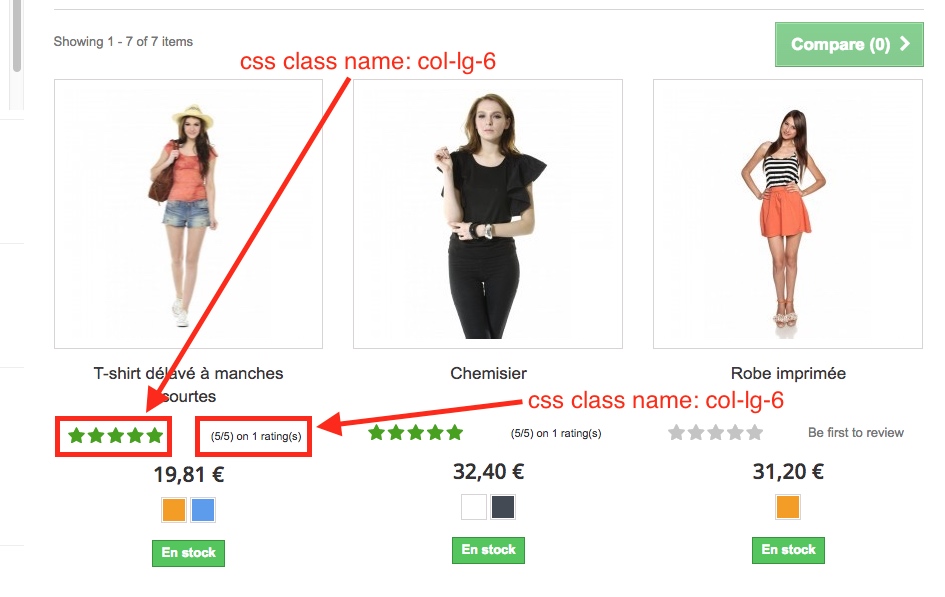 Showing 1 - 7 of 7 items
Compare (0)
css class name: col-lg-6
T-shirt délavé à manches
courtes
Chemisier
Robe imprimée
css class name: col-lg-6
(5/5) on 1 rating(s)
(5/5) on 1 rating(s)
Be first to review
19,81 €
32,40 €
31,20 €
En stock
En stock
En stock